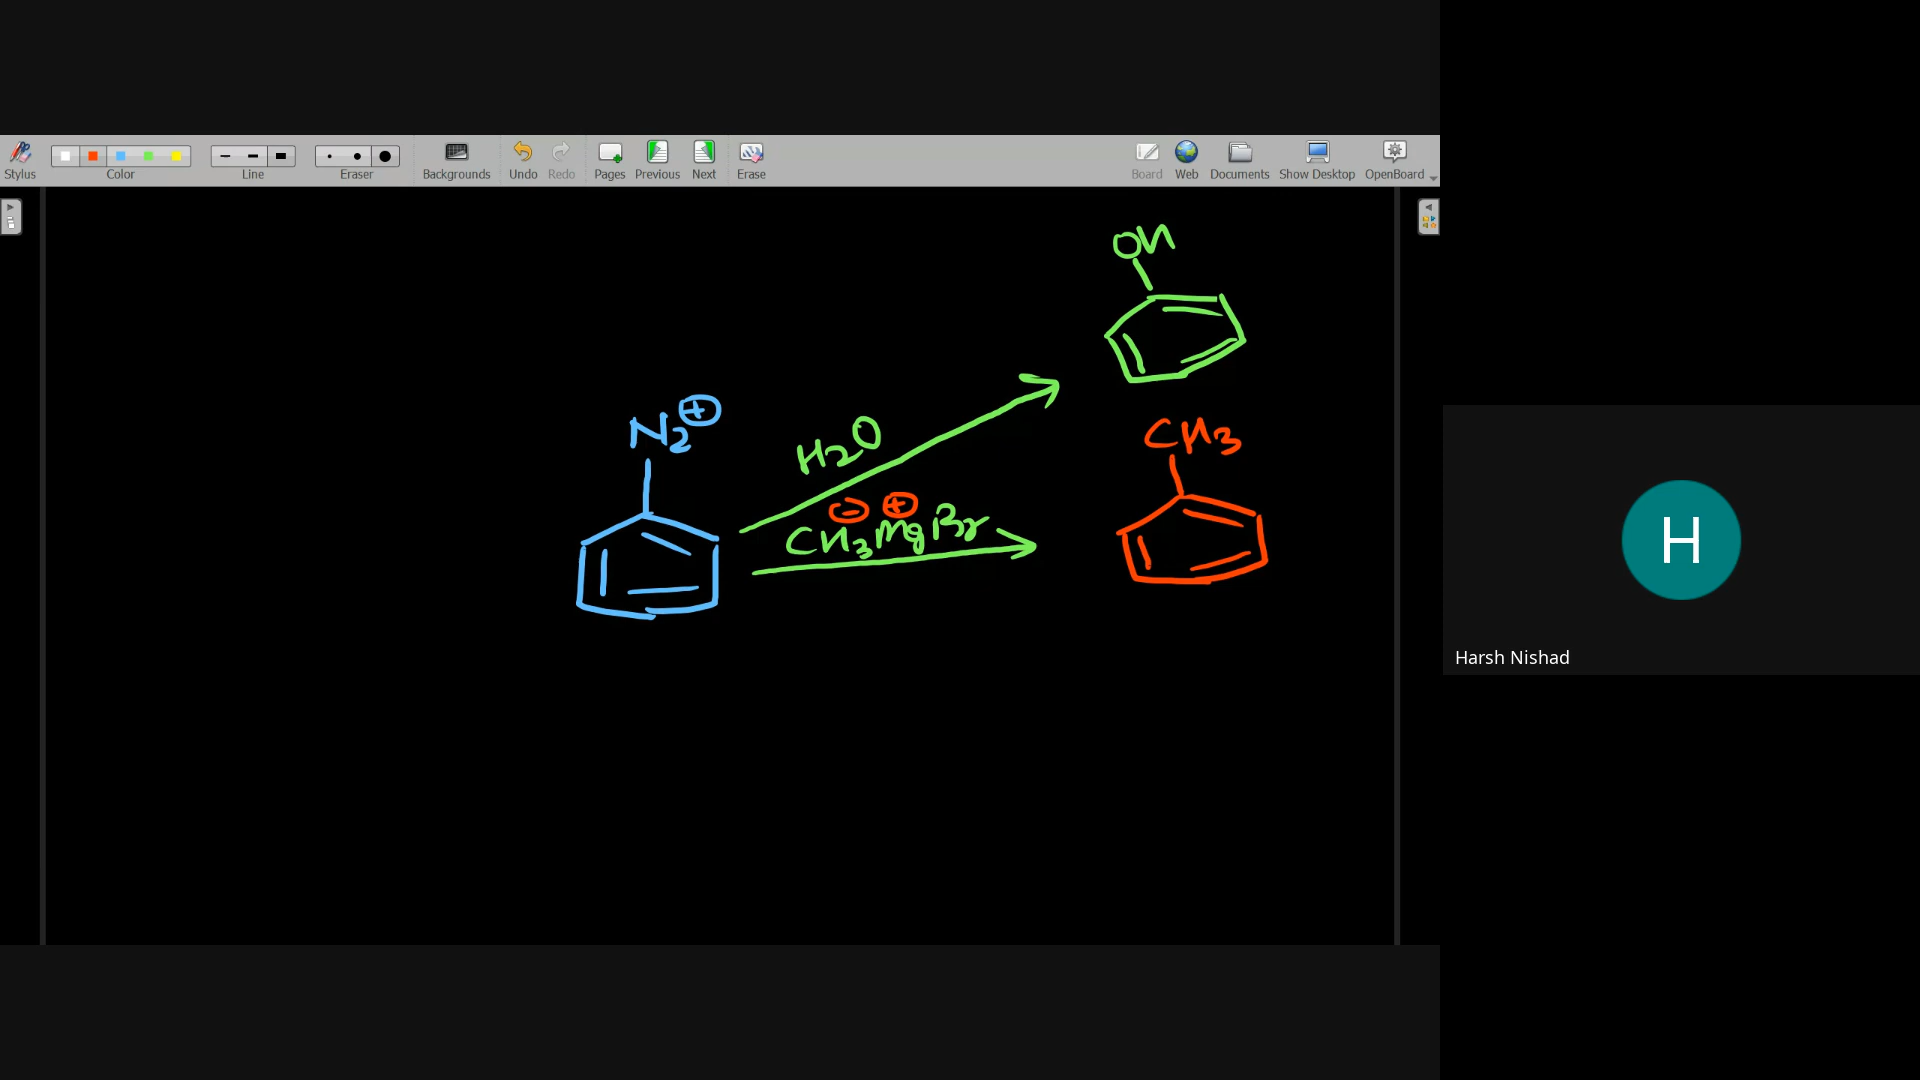 Stylus
Color
Line
Eraser
Backgrounds
Undo
Redo
Pages
Previous
Next
Erase
Board
Web
Documents
Show Desktop
OpenBoard
OH
N2⊕
H2O
CH3
⊖ ⊕
CH3MgBr
H
Harsh Nishad